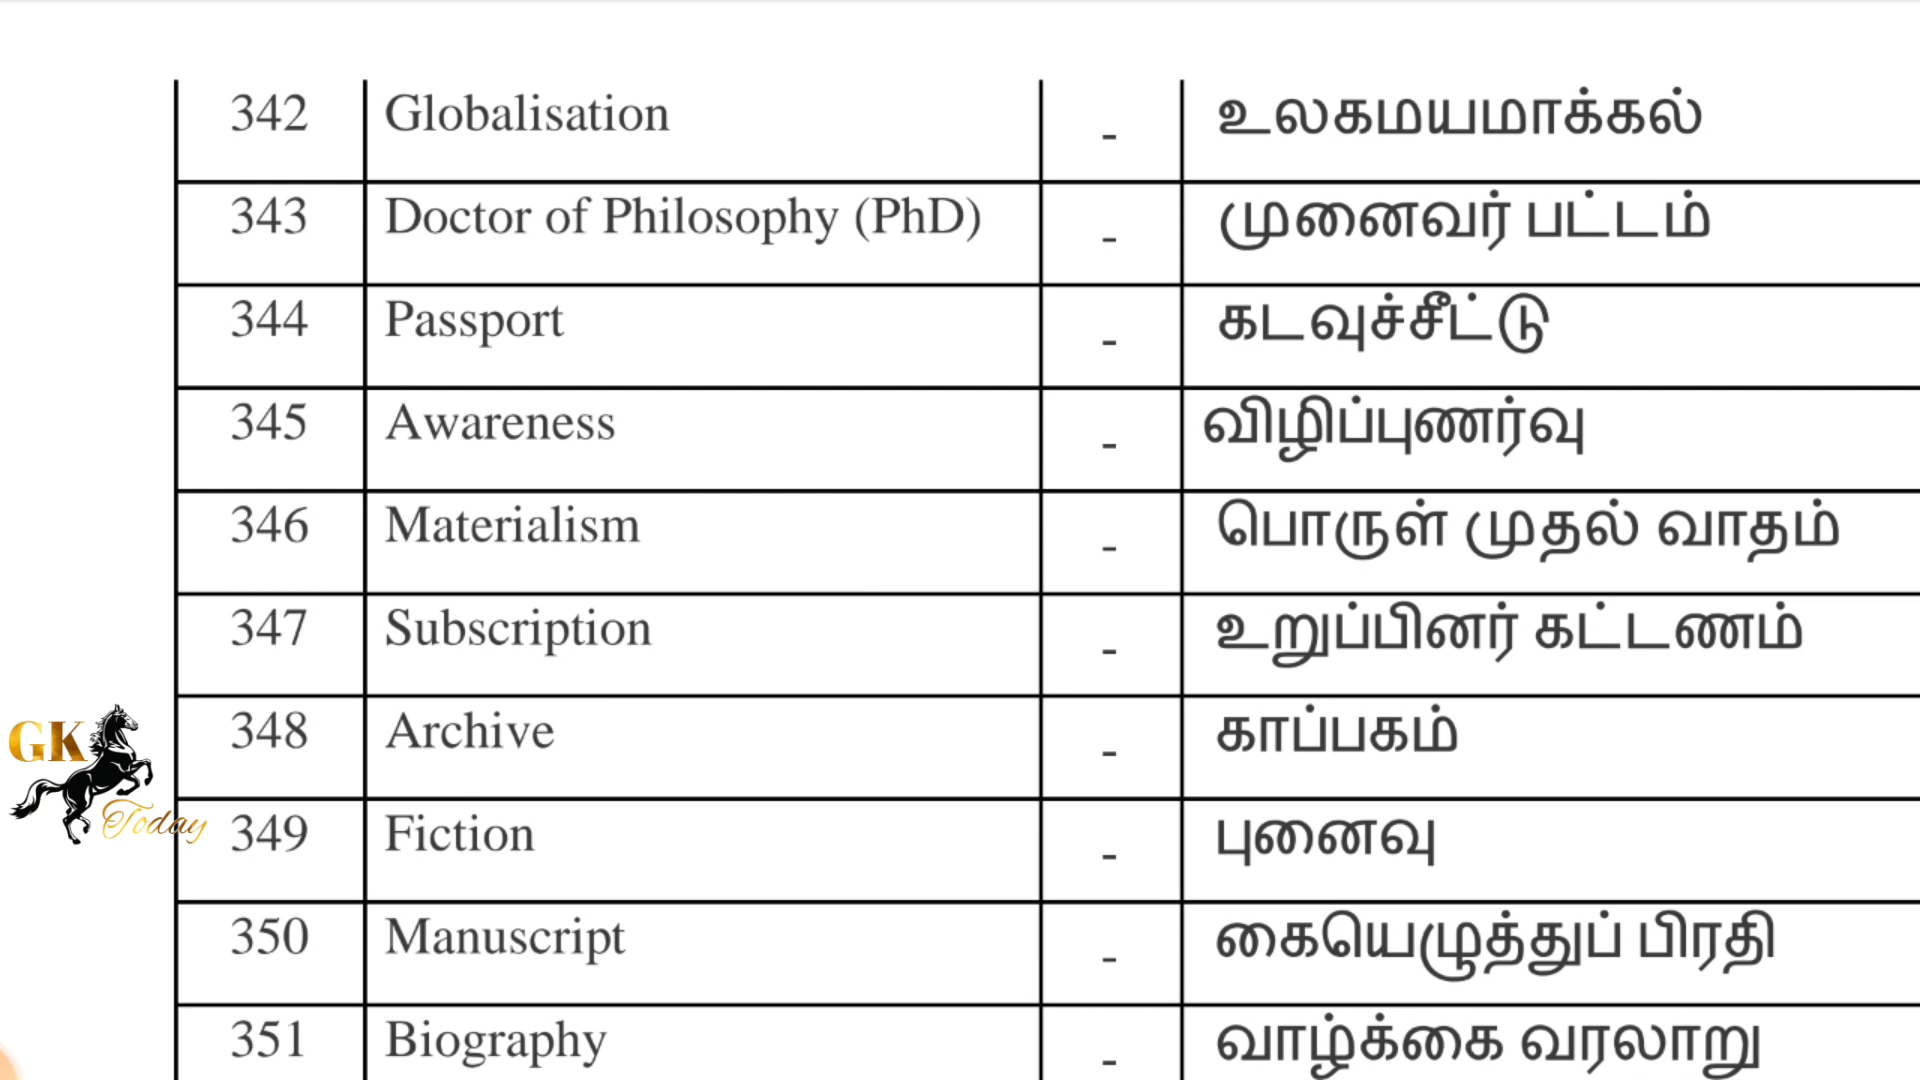 342 Globalisation - உலகமயமாக்கல்
343 Doctor of Philosophy (PhD) - முனைவர் பட்டம்
344 Passport - கடவுச்சீட்டு
345 Awareness - விழிப்புணர்வு
346 Materialism - பொருள் முதல் வாதம்
347 Subscription - உறுப்பினர் கட்டணம்
348 Archive - காப்பகம்
GK Today
349 Fiction - புனைவு
350 Manuscript - கையெழுத்துப் பிரதி
351 Biography - வாழ்க்கை வரலாறு